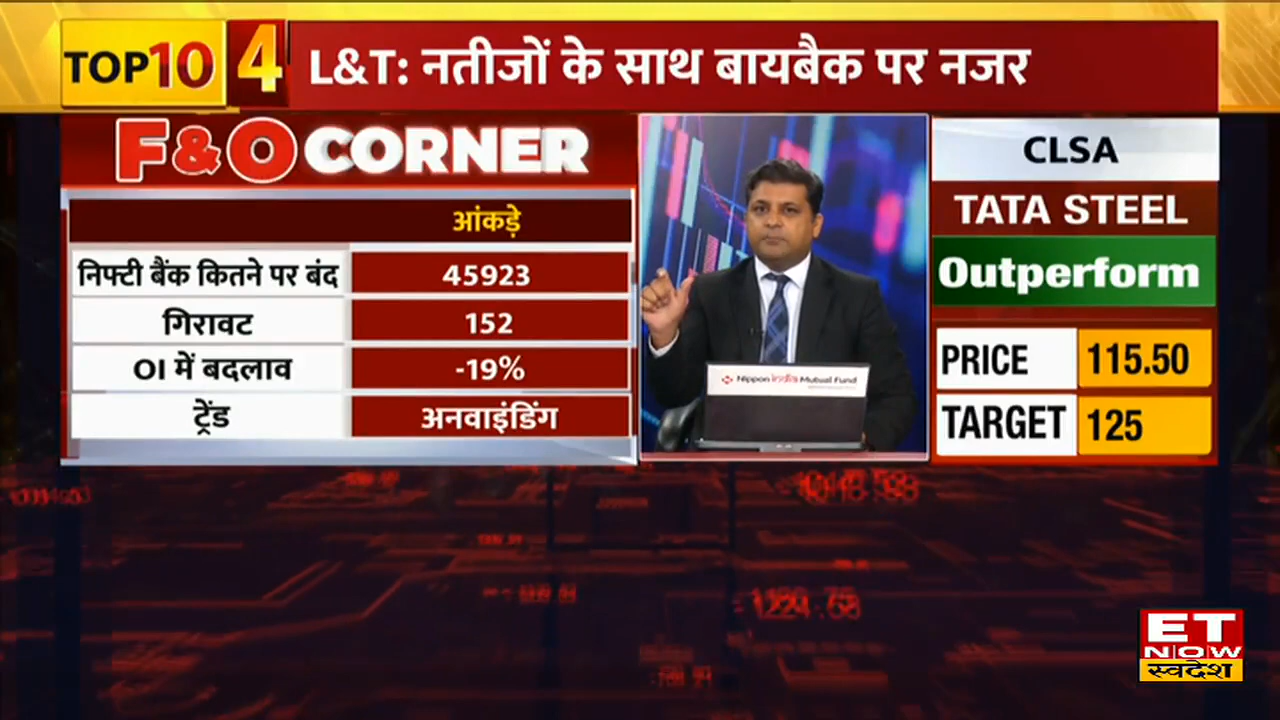 TOP10
4
L&T: नतीजों के साथ बायबैक पर नजर
F&O CORNER
आंकड़े
निफ्टी बैंक कितने पर बंद 45923
गिरावट 152
OI में बदलाव -19%
ट्रेंड अनवाइंडिंग
Nippon india Mutual Fund
CLSA
TATA STEEL
Outperform
PRICE 115.50
TARGET 125
ET
NOW
स्वदेश